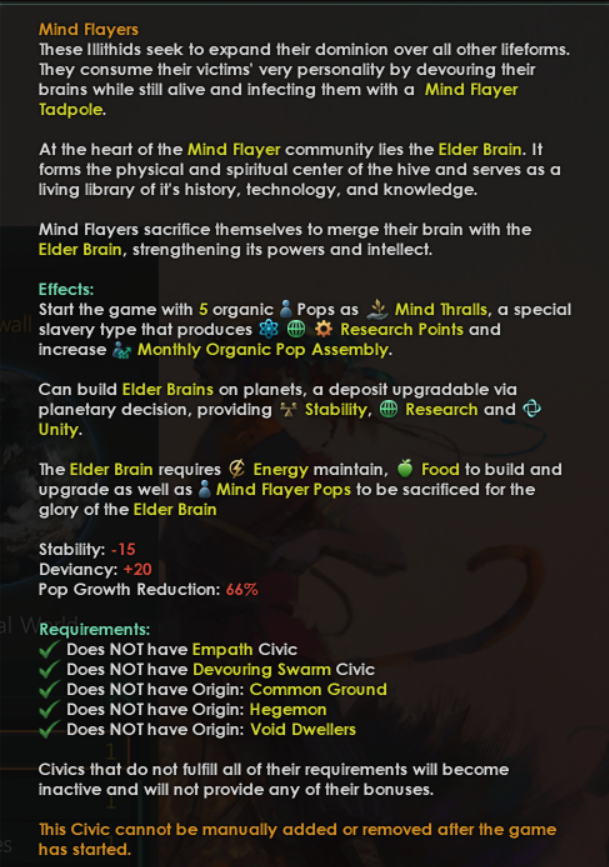 Mind Flayers
These Illithids seek to expand their dominion over all other lifeforms.
They consume their victims' very personality by devouring their
brains while still alive and infecting them with a Mind Flayer
Tadpole.
At the heart of the Mind Flayer community lies the Elder Brain. It
forms the physical and spiritual center of the hive and serves as a
living library of it's history, technology, and knowledge.
Mind Flayers sacrifice themselves to merge their brain with the
Elder Brain, strengthening its powers and intellect.
Effects:
Start the game with 5 organic Pops as Mind Thralls, a special
slavery type that produces Research Points and
increase Monthly Organic Pop Assembly.
Can build Elder Brains on planets, a deposit upgradable via
planetary decision, providing Stability, Research and
Unity.
The Elder Brain requires Energy maintain, Food to build and
upgrade as well as Mind Flayer Pops to be sacrificed for the
glory of the Elder Brain
Stability: -15
Deviancy: +20
Pop Growth Reduction: 66%
Requirements:
Does NOT have Empath Civic
Does NOT have Devouring Swarm Civic
Does NOT have Origin: Common Ground
Does NOT have Origin: Hegemon
Does NOT have Origin: Void Dwellers
Civics that do not fulfill all of their requirements will become
inactive and will not provide any of their bonuses.
This Civic cannot be manually added or removed after the game
has started.